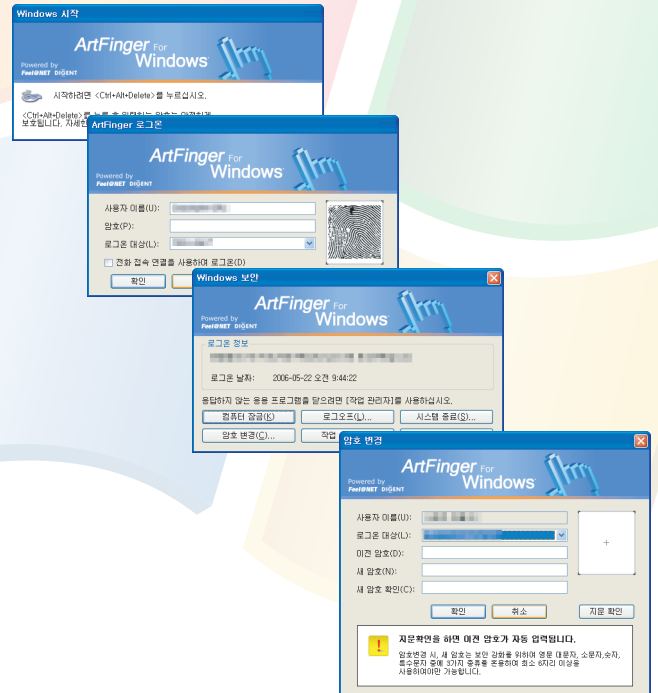 Windows 시작
ArtFinger For
Windows
Powered by
Feel@NET DIGENT
시작하려면 <Ctrl+Alt+Delete>를 누르십시오.
<Ctrl+Alt+Delete>를
보호됩니다. 자세한
ArtFinger 로그온
ArtFinger For
Windows
Powered by
Feel@NET DIGENT
사용자 이름(U):
암호(P):
로그온 대상(L):
전화 접속 연결을 사용하여 로그온(D)
확인
Windows 보안
ArtFinger For
Windows
Powered by
Feel@NET DIGENT
로그온 정보
로그온 날짜: 2006-05-22 오전 9:44:22
응답하지 않는 응용 프로그램을 닫으려면 [작업 관리자]를 사용하십시오.
컴퓨터 잠금(K) 로그오프(L)... 시스템 종료(S)...
암호 변경(C)... 작업
암호 변경
ArtFinger For
Windows
Powered by
Feel@NET DIGENT
사용자 이름(U):
로그온 대상(L):
이전 암호(D):
새 암호(N):
새 암호 확인(C):
확인 취소 지문 확인
지문확인을 하면 이전 암호가 자동 입력됩니다.
암호변경 시, 새 암호는 보안 강화를 위하여 영문 대문자, 소문자,숫자,
특수문자 중에 3가지 종류를 혼용하여 최소 6자리 이상을
사용하여야만 가능합니다.